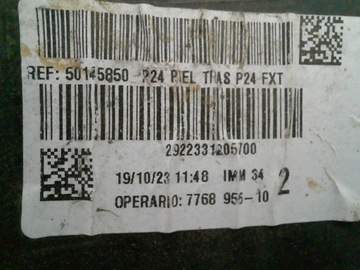 REF: 50145850 P24 PIEL TRAS P24 FXT
2922331205700
19/10/23 11:48 IMM 34 2
OPERARIO: 7768 956-10